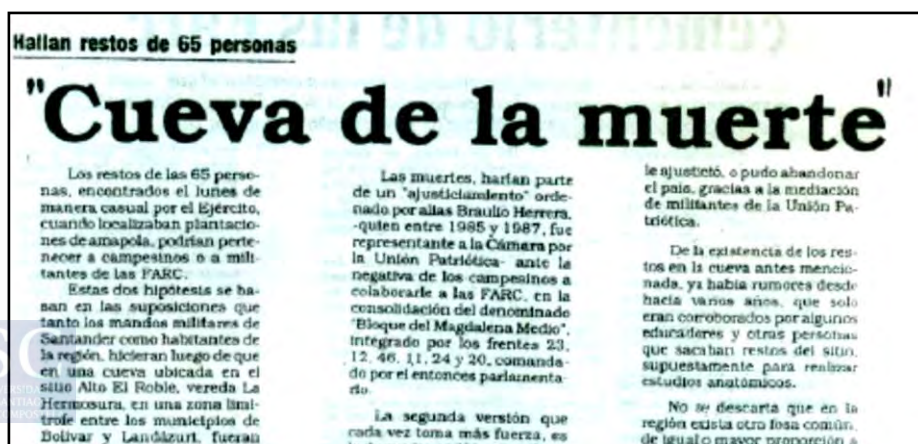 Hallan restos de 65 personas
"Cueva de la muerte"
Los restos de las 65 perso-
nas, encontrados el lunes de
manera casual por el Ejército,
cuando localizaban plantacio-
nes de amapola, podrían perte-
necer a campesinos o a mili-
tantes de las FARC.
Estas dos hipótesis se ba-
san en las suposiciones que
tanto los mandos militares de
Santander como habitantes de
la región, hicieran luego de que
en una cueva ubicada en el
sitio Alto El Roble, vereda La
Hermosura, en una zona limí-
trofe entre los municipios de
Bolívar y Landázuri, fueran
Las muertes, harían parte
de un "ajusticiamiento" orde-
nado por alias Braulio Herrera,
-quien entre 1985 y 1987, fue
representante a la Cámara por
la Unión Patriótica- ante la
negativa de los campesinos a
colaborarle a las FARC, en la
consolidación del denominado
"Bloque del Magdalena Medio",
integrado por los frentes 23,
12, 46, 11, 24 y 20, comanda-
do por el entonces parlamenta-
rio.
La segunda versión que
cada vez toma más fuerza, es
le ajustició, o pudo abandonar
el país, gracias a la mediación
de militantes de la Unión Pa-
triótica.
De la existencia de los res-
tos en la cueva antes mencio-
nada, ya había rumores desde
hacía varios años, que solo
eran corroborados por algunos
educadores y otras personas
que sacaban restos del sitio,
supuestamente para realizar
estudios anatómicos.
No se descarta que en la
región exista otra fosa común,
de igual o mayor proporción